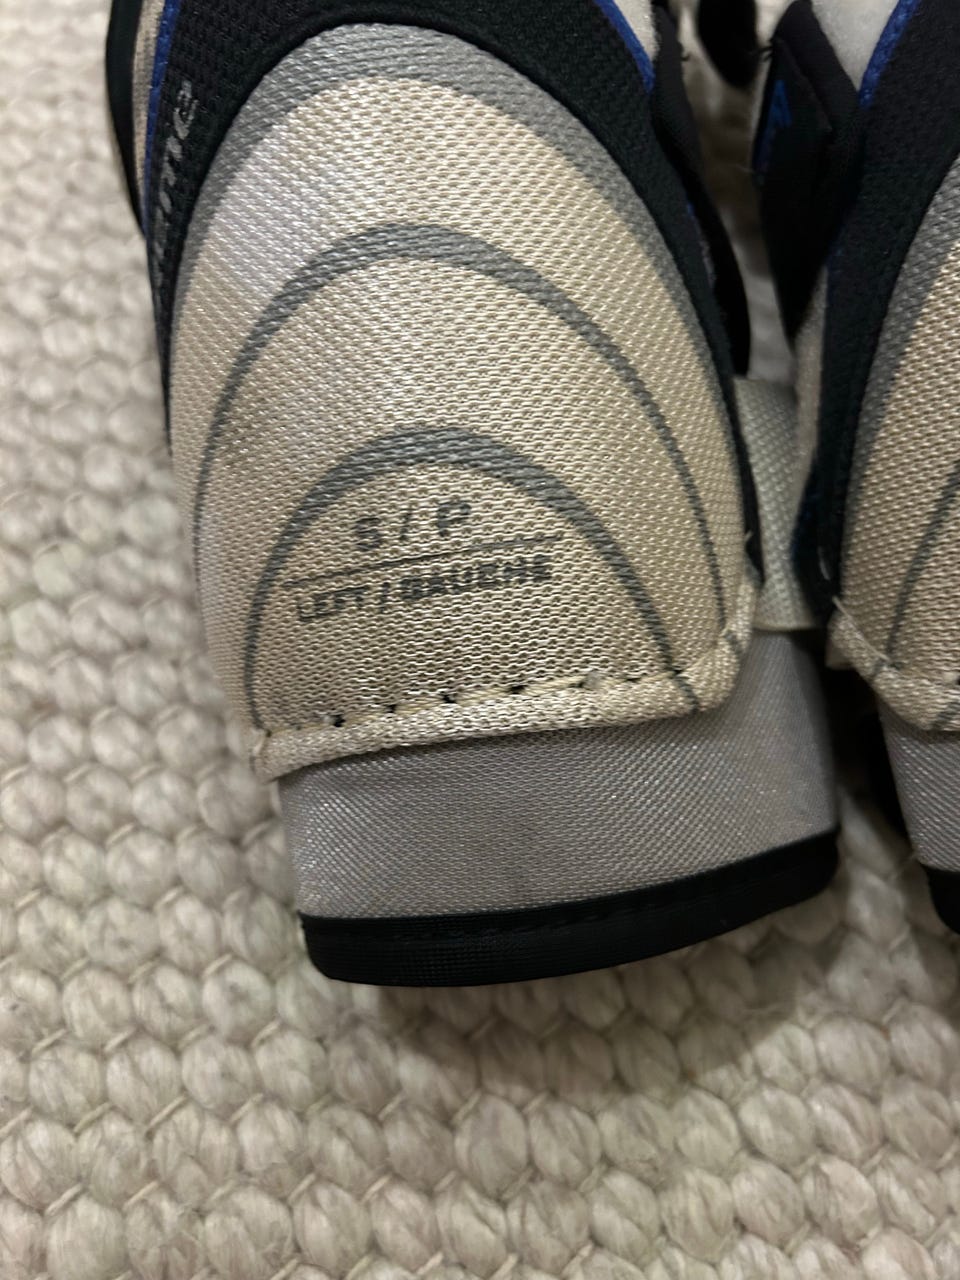 S / P
LEFT / GAUCHE